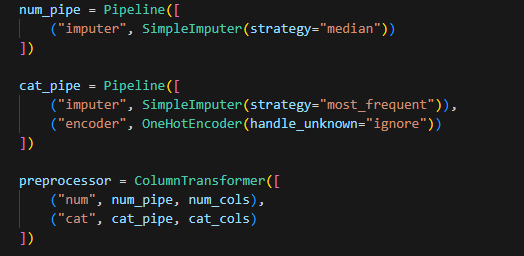 num_pipe = Pipeline([
    ("imputer", SimpleImputer(strategy="median"))
])

cat_pipe = Pipeline([
    ("imputer", SimpleImputer(strategy="most_frequent")),
    ("encoder", OneHotEncoder(handle_unknown="ignore"))
])

preprocessor = ColumnTransformer([
    ("num", num_pipe, num_cols),
    ("cat", cat_pipe, cat_cols)
])